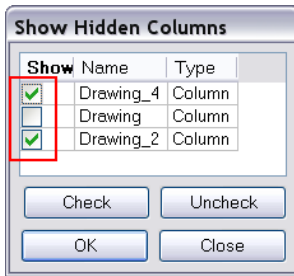 Show Hidden Columns
Show Name Type
Drawing_4 Column
Drawing Column
Drawing_2 Column
Check Uncheck
OK Close